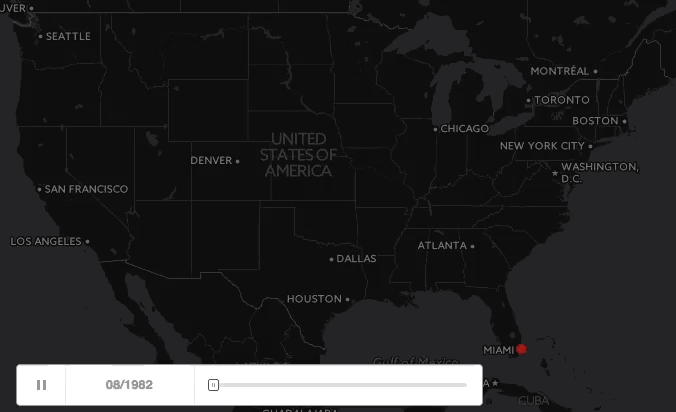 UVER
SEATTLE
MONTRÉAL
TORONTO
BOSTON
CHICAGO
NEW YORK CITY
UNITED
STATES OF
AMERICA
DENVER
WASHINGTON,
D.C.
SAN FRANCISCO
LOS ANGELES
ATLANTA
DALLAS
HOUSTON
MIAMI
Gulf of Mexico
08/1982
A
CUBA
GUADALAJARA